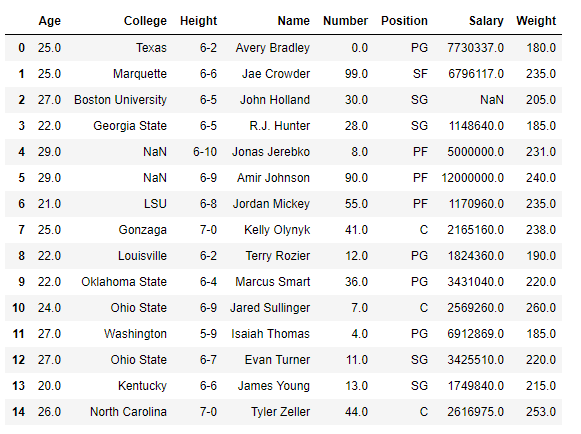 Age College Height Name Number Position Salary Weight
0 25.0 Texas 6-2 Avery Bradley 0.0 PG 7730337.0 180.0
1 25.0 Marquette 6-6 Jae Crowder 99.0 SF 6796117.0 235.0
2 27.0 Boston University 6-5 John Holland 30.0 SG NaN 205.0
3 22.0 Georgia State 6-5 R.J. Hunter 28.0 SG 1148640.0 185.0
4 29.0 NaN 6-10 Jonas Jerebko 8.0 PF 5000000.0 231.0
5 29.0 NaN 6-9 Amir Johnson 90.0 PF 12000000.0 240.0
6 21.0 LSU 6-8 Jordan Mickey 55.0 PF 1170960.0 235.0
7 25.0 Gonzaga 7-0 Kelly Olynyk 41.0 C 2165160.0 238.0
8 22.0 Louisville 6-2 Terry Rozier 12.0 PG 1824360.0 190.0
9 22.0 Oklahoma State 6-4 Marcus Smart 36.0 PG 3431040.0 220.0
10 24.0 Ohio State 6-9 Jared Sullinger 7.0 C 2569260.0 260.0
11 27.0 Washington 5-9 Isaiah Thomas 4.0 PG 6912869.0 185.0
12 27.0 Ohio State 6-7 Evan Turner 11.0 SG 3425510.0 220.0
13 20.0 Kentucky 6-6 James Young 13.0 SG 1749840.0 215.0
14 26.0 North Carolina 7-0 Tyler Zeller 44.0 C 2616975.0 253.0